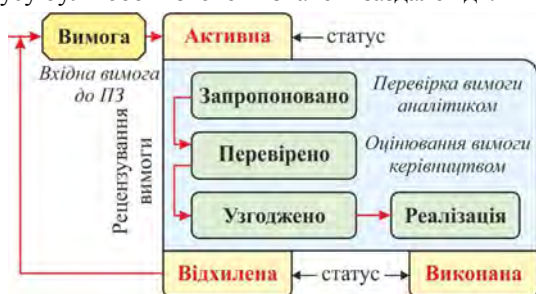 Вимога
Активна
статус
Вхідна вимога
до ПЗ
Запропоновано
Перевірка вимоги
аналітиком
Рецензування
вимоги
Перевірено
Оцінювання вимоги
керівництвом
Узгоджено
Реалізація
Відхилена
статус
Виконана